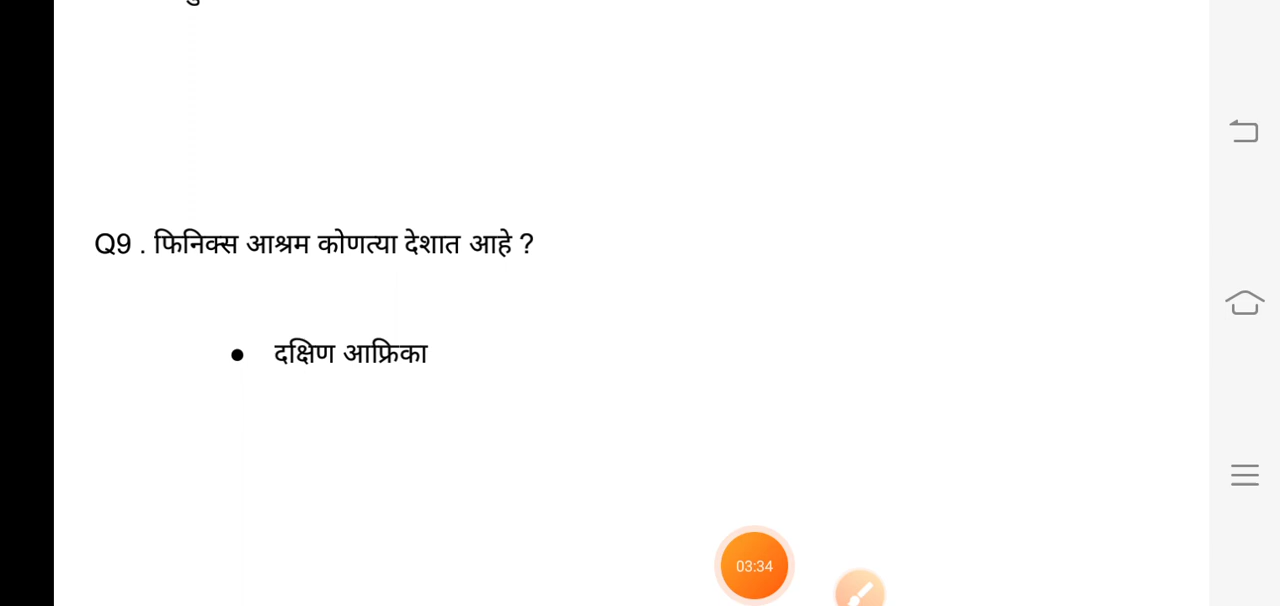 Q9 . फिनिक्स आश्रम कोणत्या देशात आहे ?
● दक्षिण आफ्रिका
03:34